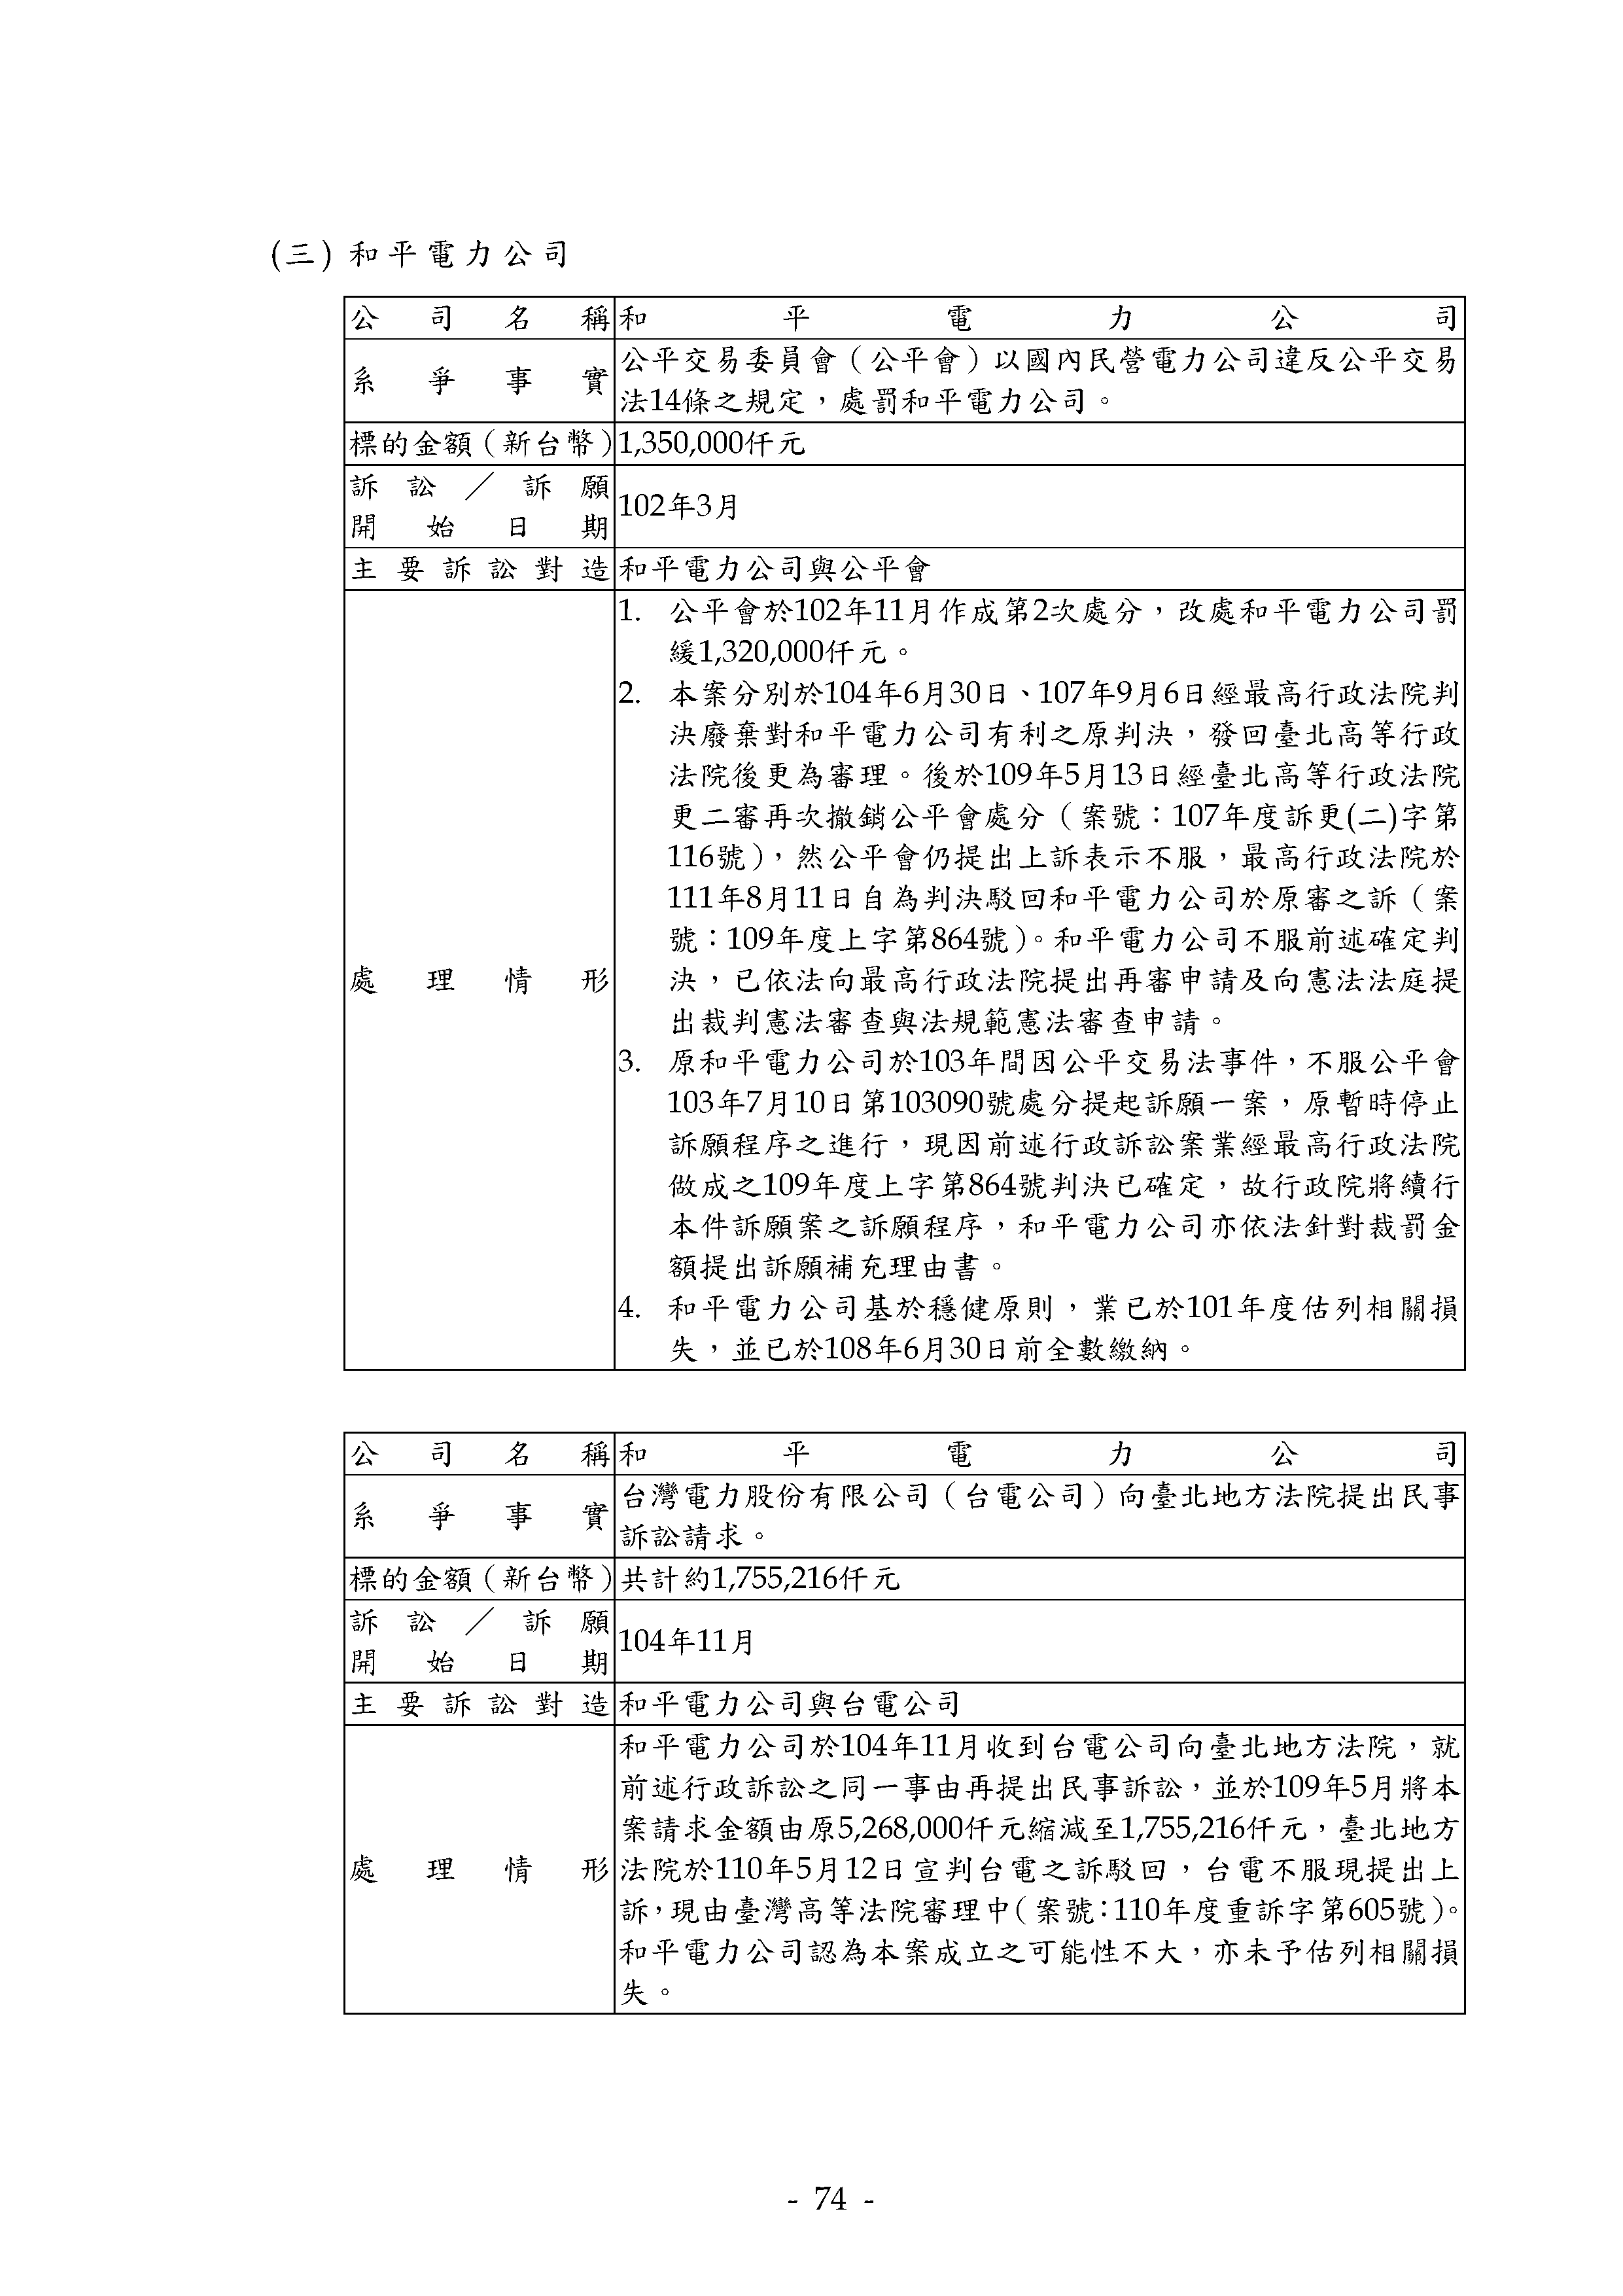 (三) 和平電力公司
公司名稱 和平電力公司
系爭事實 公平交易委員會（公平會）以國內民營電力公司違反公平交易
法14條之規定，處罰和平電力公司。
標的金額（新台幣） 1,350,000仟元
訴訟／訴願
開始日期 102年3月
主要訴訟對造 和平電力公司與公平會
處理情形
1. 公平會於102年11月作成第2次處分，改處和平電力公司罰
緩1,320,000仟元。
2. 本案分別於104年6月30日、107年9月6日經最高行政法院判
決廢棄對和平電力公司有利之原判決，發回臺北高等行政
法院後更為審理。後於109年5月13日經臺北高等行政法院
更二審再次撤銷公平會處分（案號：107年度訴更(二)字第
116號），然公平會仍提出上訴表示不服，最高行政法院於
111年8月11日自為判決駁回和平電力公司於原審之訴（案
號：109年度上字第864號）。和平電力公司不服前述確定判
決，已依法向最高行政法院提出再審申請及向憲法法庭提
出裁判憲法審查與法規範憲法審查申請。
3. 原和平電力公司於103年間因公平交易法事件，不服公平會
103年7月10日第103090號處分提起訴願一案，原暫時停止
訴願程序之進行，現因前述行政訴訟案業經最高行政法院
做成之109年度上字第864號判決已確定，故行政院將續行
本件訴願案之訴願程序，和平電力公司亦依法針對裁罰金
額提出訴願補充理由書。
4. 和平電力公司基於穩健原則，業已於101年度估列相關損
失，並已於108年6月30日前全數繳納。
公司名稱 和平電力公司
系爭事實 台灣電力股份有限公司（台電公司）向臺北地方法院提出民事
訴訟請求。
標的金額（新台幣） 共計約1,755,216仟元
訴訟／訴願
開始日期 104年11月
主要訴訟對造 和平電力公司與台電公司
處理情形
和平電力公司於104年11月收到台電公司向臺北地方法院，就
前述行政訴訟之同一事由再提出民事訴訟，並於109年5月將本
案請求金額由原5,268,000仟元縮減至1,755,216仟元，臺北地方
法院於110年5月12日宣判台電之訴駁回，台電不服現提出上
訴，現由臺灣高等法院審理中（案號：110年度重訴字第605號）。
和平電力公司認為本案成立之可能性不大，亦未予估列相關損
失。
- 74 -